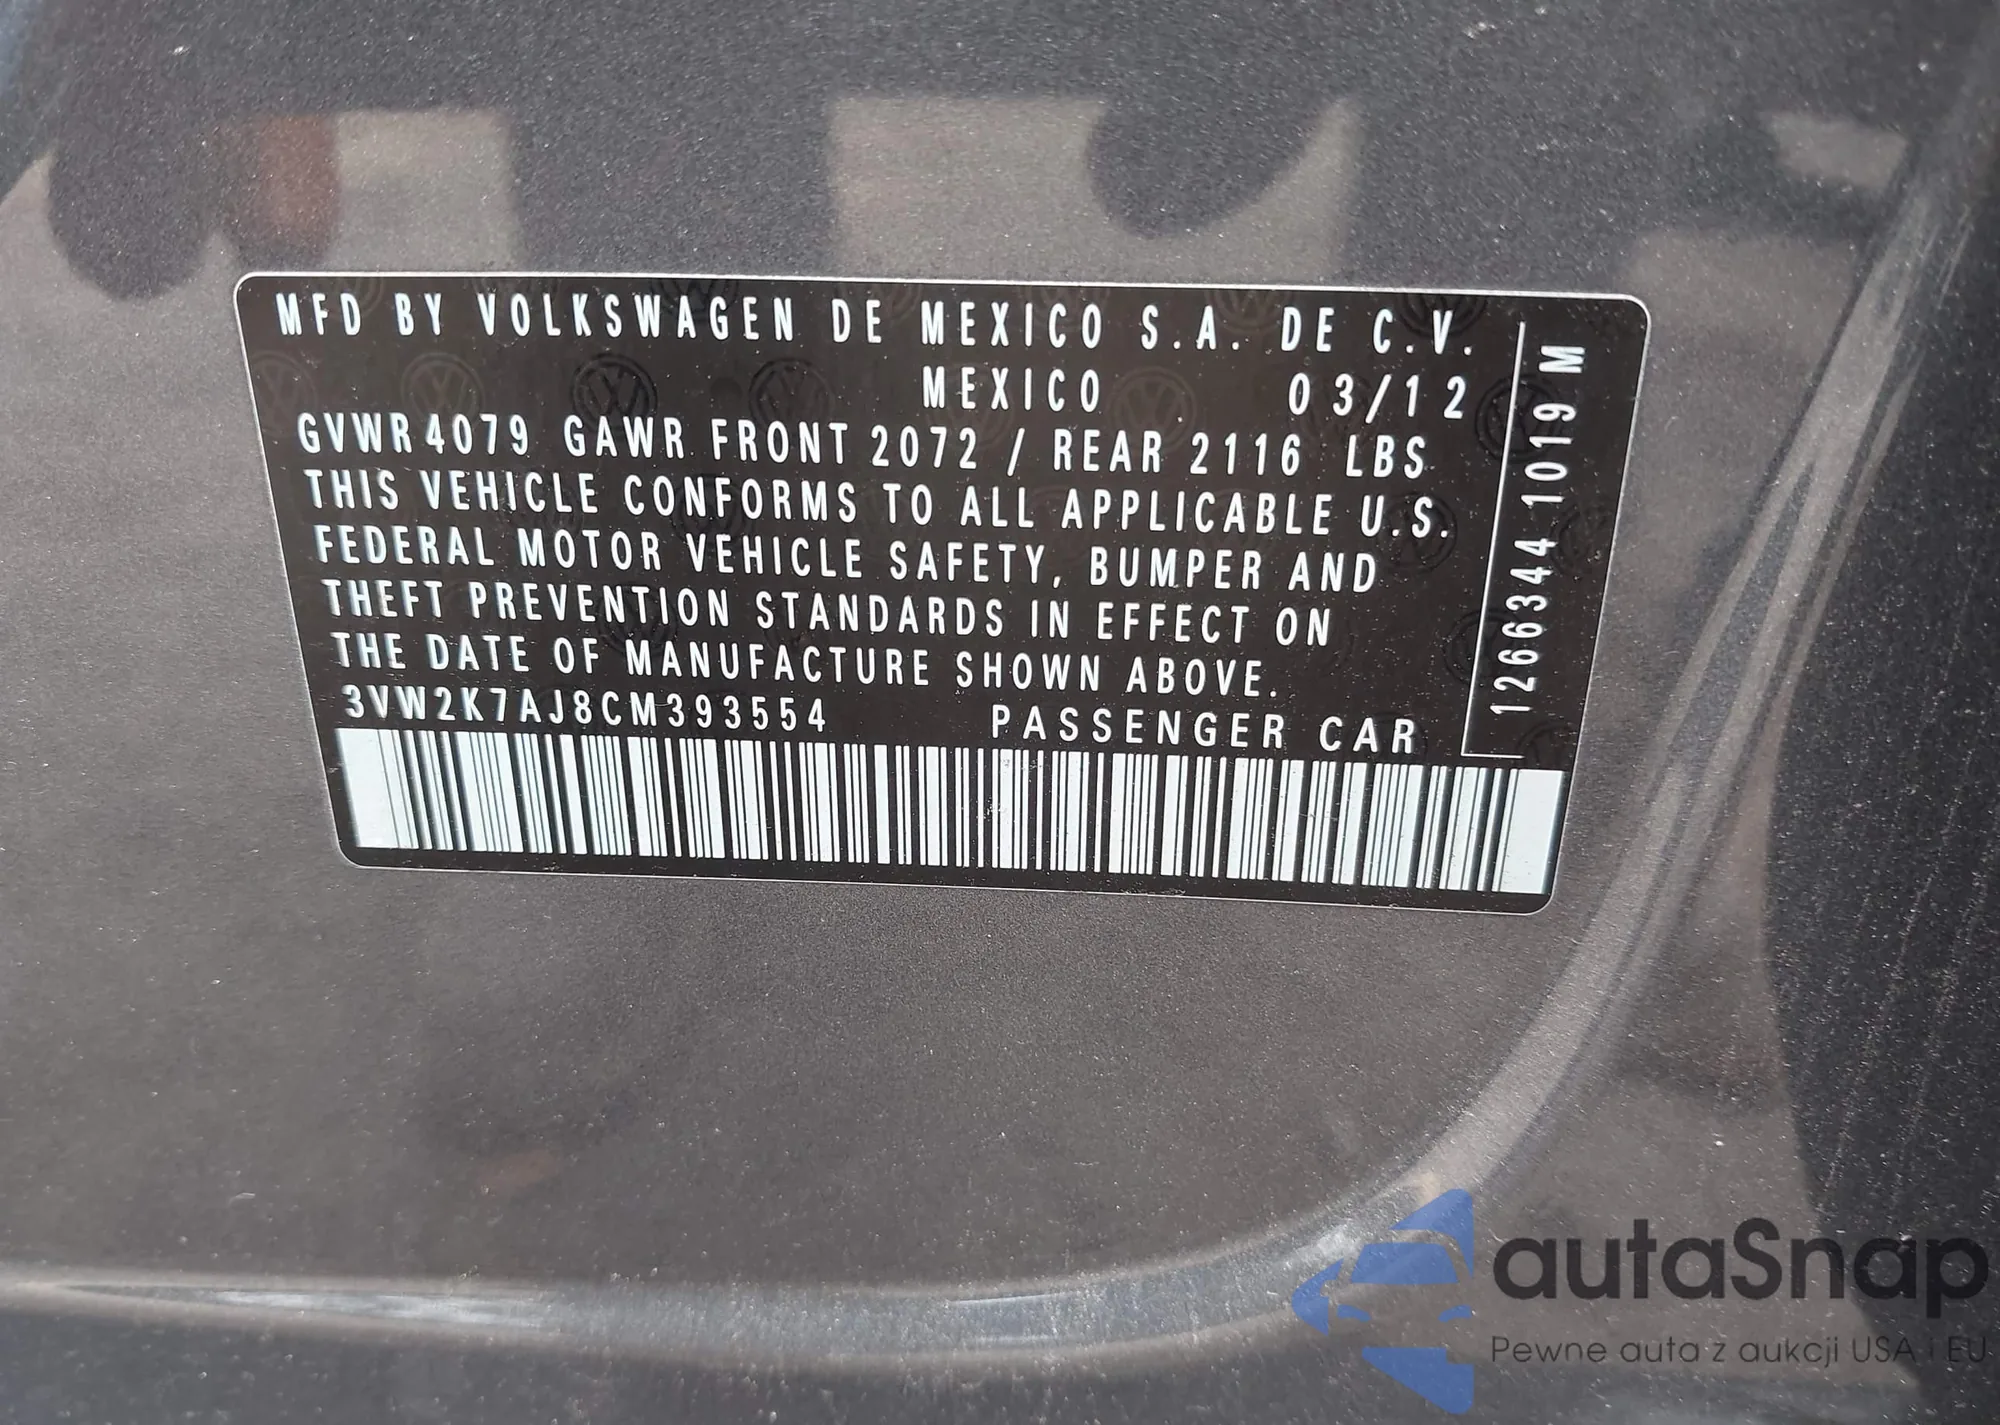 MFD BY VOLKSWAGEN DE MEXICO S.A. DE C.V.
MEXICO 03/12
GVWR 4079 GAWR FRONT 2072 / REAR 2116 LBS
THIS VEHICLE CONFORMS TO ALL APPLICABLE U.S.
FEDERAL MOTOR VEHICLE SAFETY, BUMPER AND
THEFT PREVENTION STANDARDS IN EFFECT ON
THE DATE OF MANUFACTURE SHOWN ABOVE.
3VW2K7AJ8CM393554 PASSENGER CAR
1266344 1019 M
autaSnap
Pewne auta z aukcji USA i EU